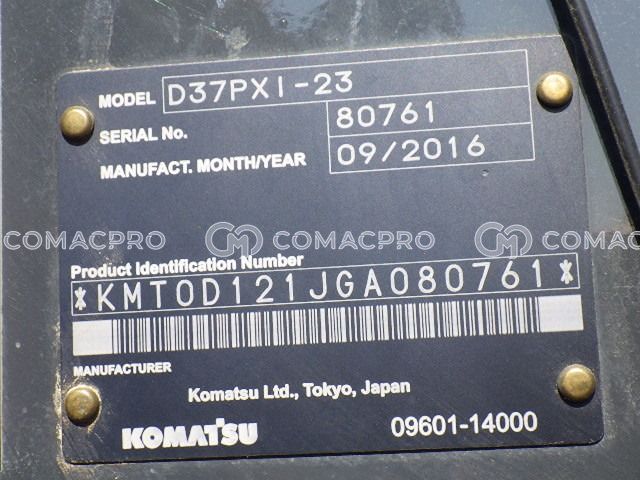 MODEL D37PXI-23
SERIAL No. 80761
MANUFACT. MONTH/YEAR 09/2016
COMACPRO COMACPRO COMACPRO
Product Identification Number
*KMT0D121JGA080761*
MANUFACTURER
Komatsu Ltd., Tokyo, Japan
KOMATSU 09601-14000